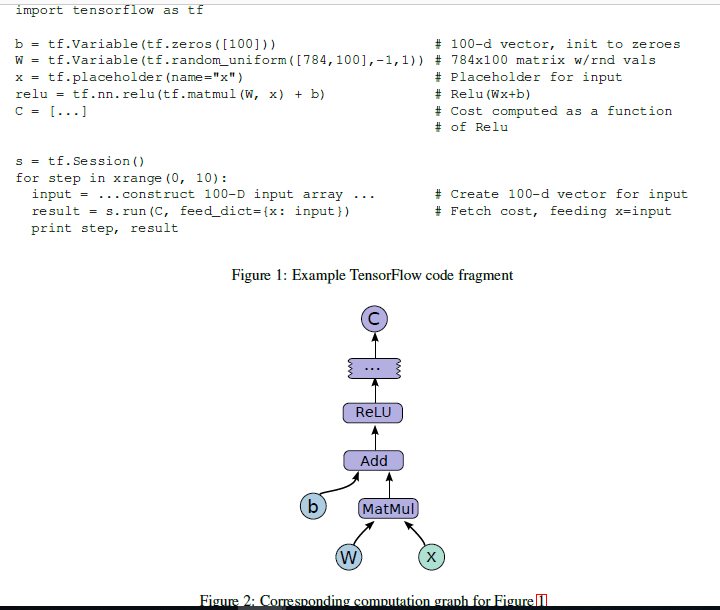 import tensorflow as tf
b = tf.Variable(tf.zeros([100])) # 100-d vector, init to zeroes
W = tf.Variable(tf.random_uniform([784,100],-1,1)) # 784x100 matrix w/rnd vals
x = tf.placeholder(name="x") # Placeholder for input
relu = tf.nn.relu(tf.matmul(W, x) + b) # Relu(Wx+b)
C = [...] # Cost computed as a function
# of Relu
s = tf.Session()
for step in xrange(0, 10):
input = ...construct 100-D input array ... # Create 100-d vector for input
result = s.run(C, feed_dict={x: input}) # Fetch cost, feeding x=input
print step, result
Figure 1: Example TensorFlow code fragment
C
...
ReLU
Add
b
MatMul
W
x
Figure 2: Corresponding computation graph for Figure 1